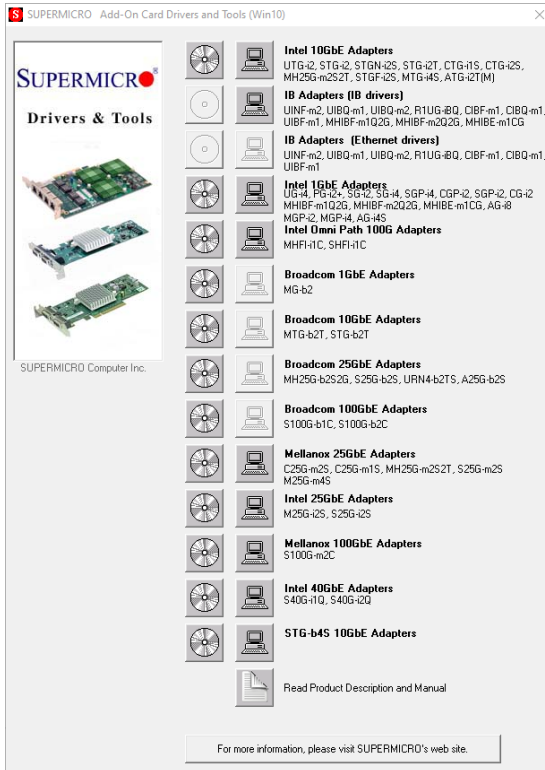 SUPERMICRO Add-On Card Drivers and Tools (Win10)
SUPERMICRO
Drivers & Tools
SUPERMICRO Computer Inc.
Intel 10GbE Adapters
UTG-i2, STG-i2, STGN-i2S, STG-i2T, CTG-i1S, CTG-i2S,
MH25G-m2S2T, STGF-i2S, MTG-i4S, ATG-i2T(M)
IB Adapters (IB drivers)
UINF-m2, UIBQ-m1, UIBQ-m2, R1UG-iBQ, CIBF-m1, CIBQ-m1,
UIBF-m1, MHIBF-m1Q2G, MHIBF-m2Q2G, MHIBE-m1CG
IB Adapters (Ethernet drivers)
UINF-m2, UIBQ-m1, UIBQ-m2, R1UG-iBQ, CIBF-m1, CIBQ-m1,
UIBF-m1
Intel 1GbE Adapters
UG-i4, PG-i2+, SG-i2, SG-i4, SGP-i4, CGP-i2, SGP-i2, CG-i2
MHIBF-m1Q2G, MHIBF-m2Q2G, MHIBE-m1CG, AG-i8
MGP-i2, MGP-i4, AG-i4S
Intel Omni Path 100G Adapters
MHFI-i1C, SHFI-i1C
Broadcom 1GbE Adapters
MG-b2
Broadcom 10GbE Adapters
MTG-b2T, STG-b2T
Broadcom 25GbE Adapters
MH25G-b2S2G, S25G-b2S, URN4-b2TS, A25G-b2S
Broadcom 100GbE Adapters
S100G-b1C, S100G-b2C
Mellanox 25GbE Adapters
C25G-m2S, C25G-m1S, MH25G-m2S2T, S25G-m2S
M25G-m4S
Intel 25GbE Adapters
M25G-i2S, S25G-i2S
Mellanox 100GbE Adapters
S100G-m2C
Intel 40GbE Adapters
S40G-i1Q, S40G-i2Q
STG-b4S 10GbE Adapters
Read Product Description and Manual
For more information, please visit SUPERMICRO's web site.